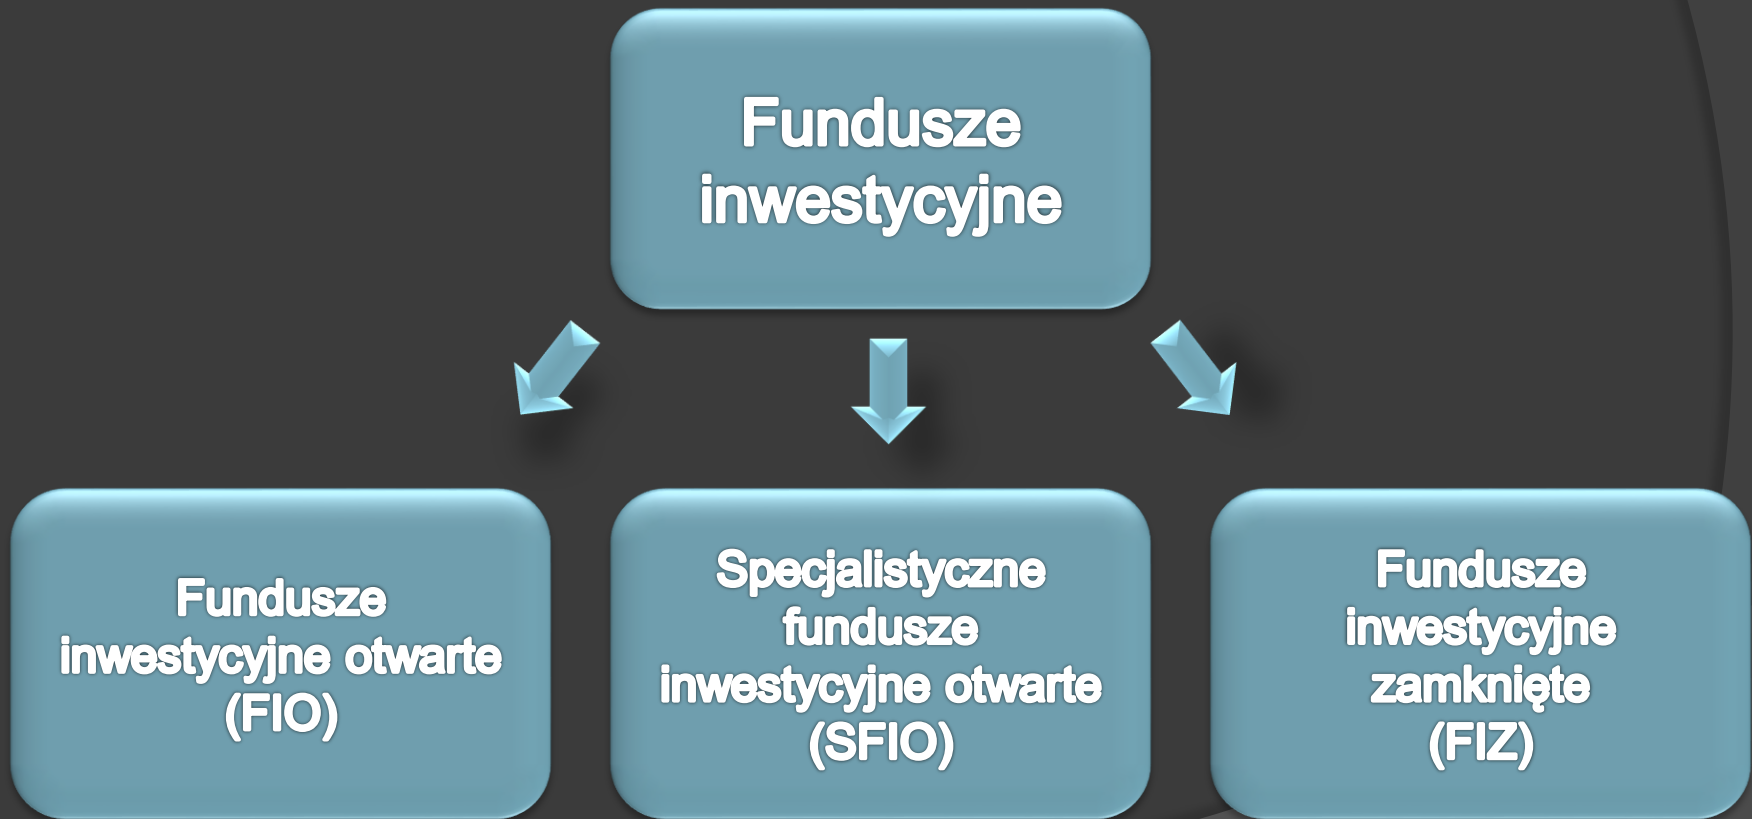 Fundusze
inwestycyjne
Fundusze
inwestycyjne otwarte
(FIO)
Specjalistyczne
fundusze
inwestycyjne otwarte
(SFIO)
Fundusze
inwestycyjne
zamknięte
(FIZ)